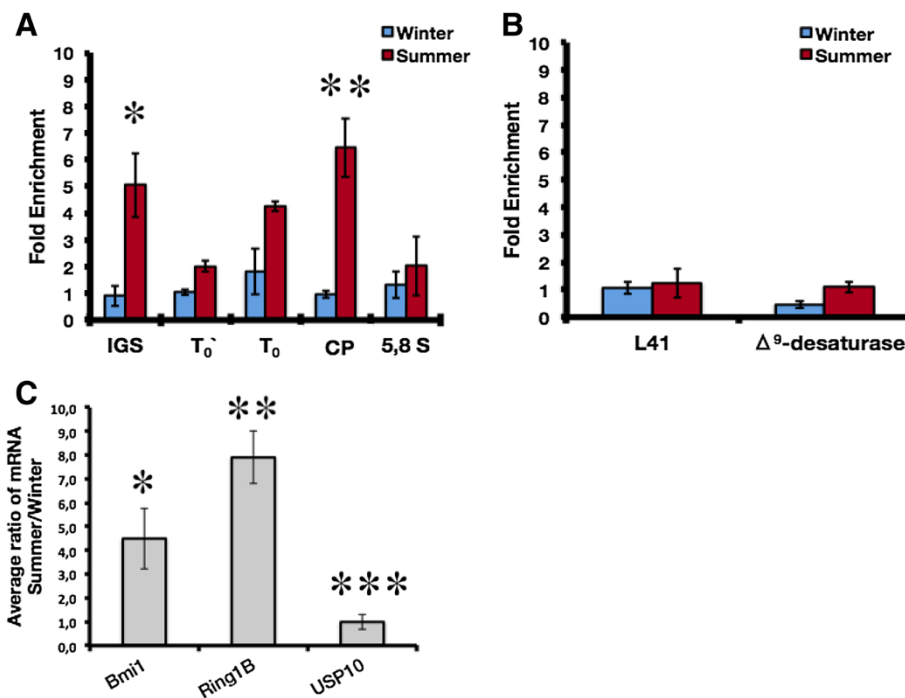 A
Winter
Summer
10
9
8
7
6
5
4
3
2
1
0
Fold Enrichment
*
**
IGS
T0`
T0
CP
5,8 S
B
Winter
Summer
10
9
8
7
6
5
4
3
2
1
0
Fold Enrichment
L41
Δ9-desaturase
C
10,0
9,0
8,0
7,0
6,0
5,0
4,0
3,0
2,0
1,0
0,0
Average ratio of mRNA
Summer/Winter
*
**
***
Bmi1
Ring1B
USP10